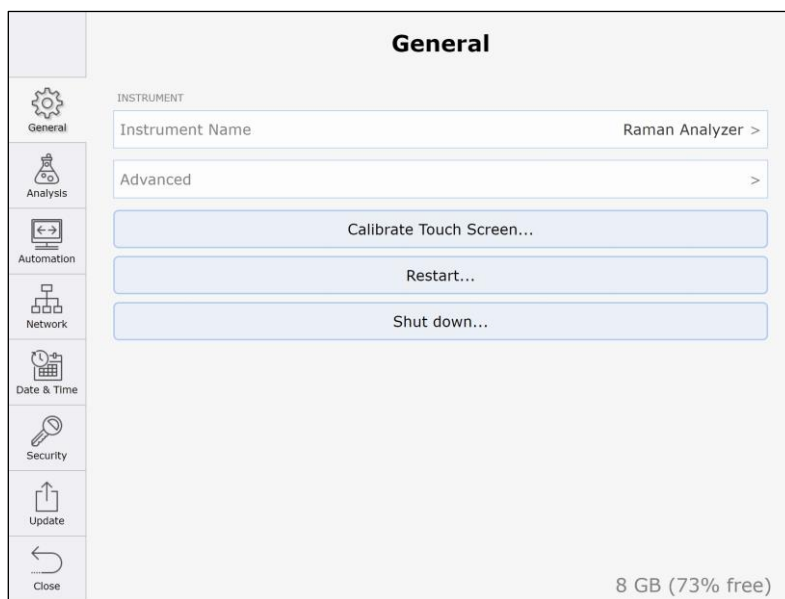 General
General
Analysis
Automation
Network
Date & Time
Security
Update
Close
INSTRUMENT
Instrument Name Raman Analyzer >
Advanced >
Calibrate Touch Screen...
Restart...
Shut down...
8 GB (73% free)